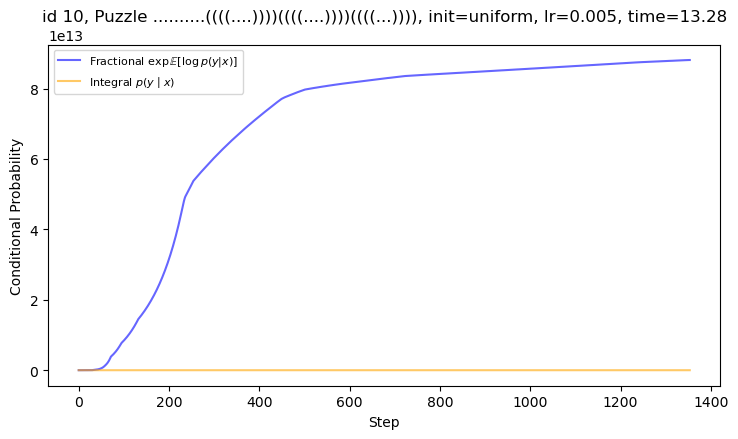 id 10, Puzzle ..........((((....))))((((....))))((((...)))), init=uniform, lr=0.005, time=13.28
1e13
Fractional exp𝔼[log p(y|x)]
Integral p(y | x)
8
6
4
2
0
Conditional Probability
0 200 400 600 800 1000 1200 1400
Step